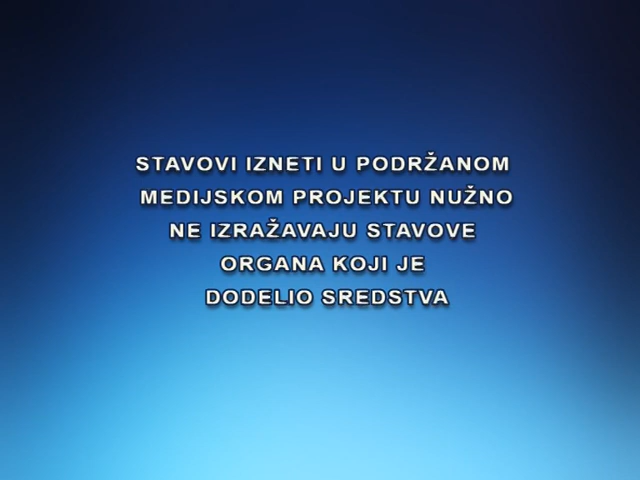 STAVOVI IZNETI U PODRŽANOM
MEDIJSKOM PROJEKTU NUŽNO
NE IZRAŽAVAJU STAVOVE
ORGANA KOJI JE
DODELIO SREDSTVA